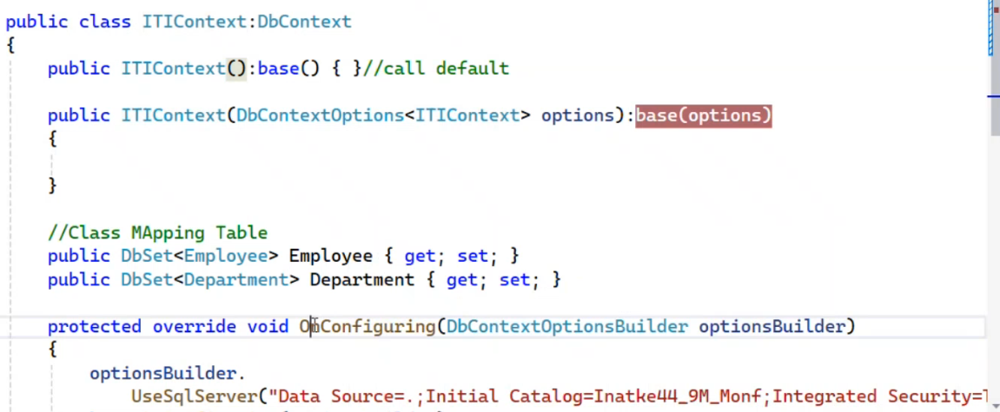 public class ITIContext:DbContext
{
public ITIContext():base() { }//call default
public ITIContext(DbContextOptions<ITIContext> options):base(options)
{
}
//Class MApping Table
public DbSet<Employee> Employee { get; set; }
public DbSet<Department> Department { get; set; }
protected override void OnConfiguring(DbContextOptionsBuilder optionsBuilder)
{
optionsBuilder.
UseSqlServer("Data Source=.;Initial Catalog=Inatke44_9M_Monf;Integrated Security=